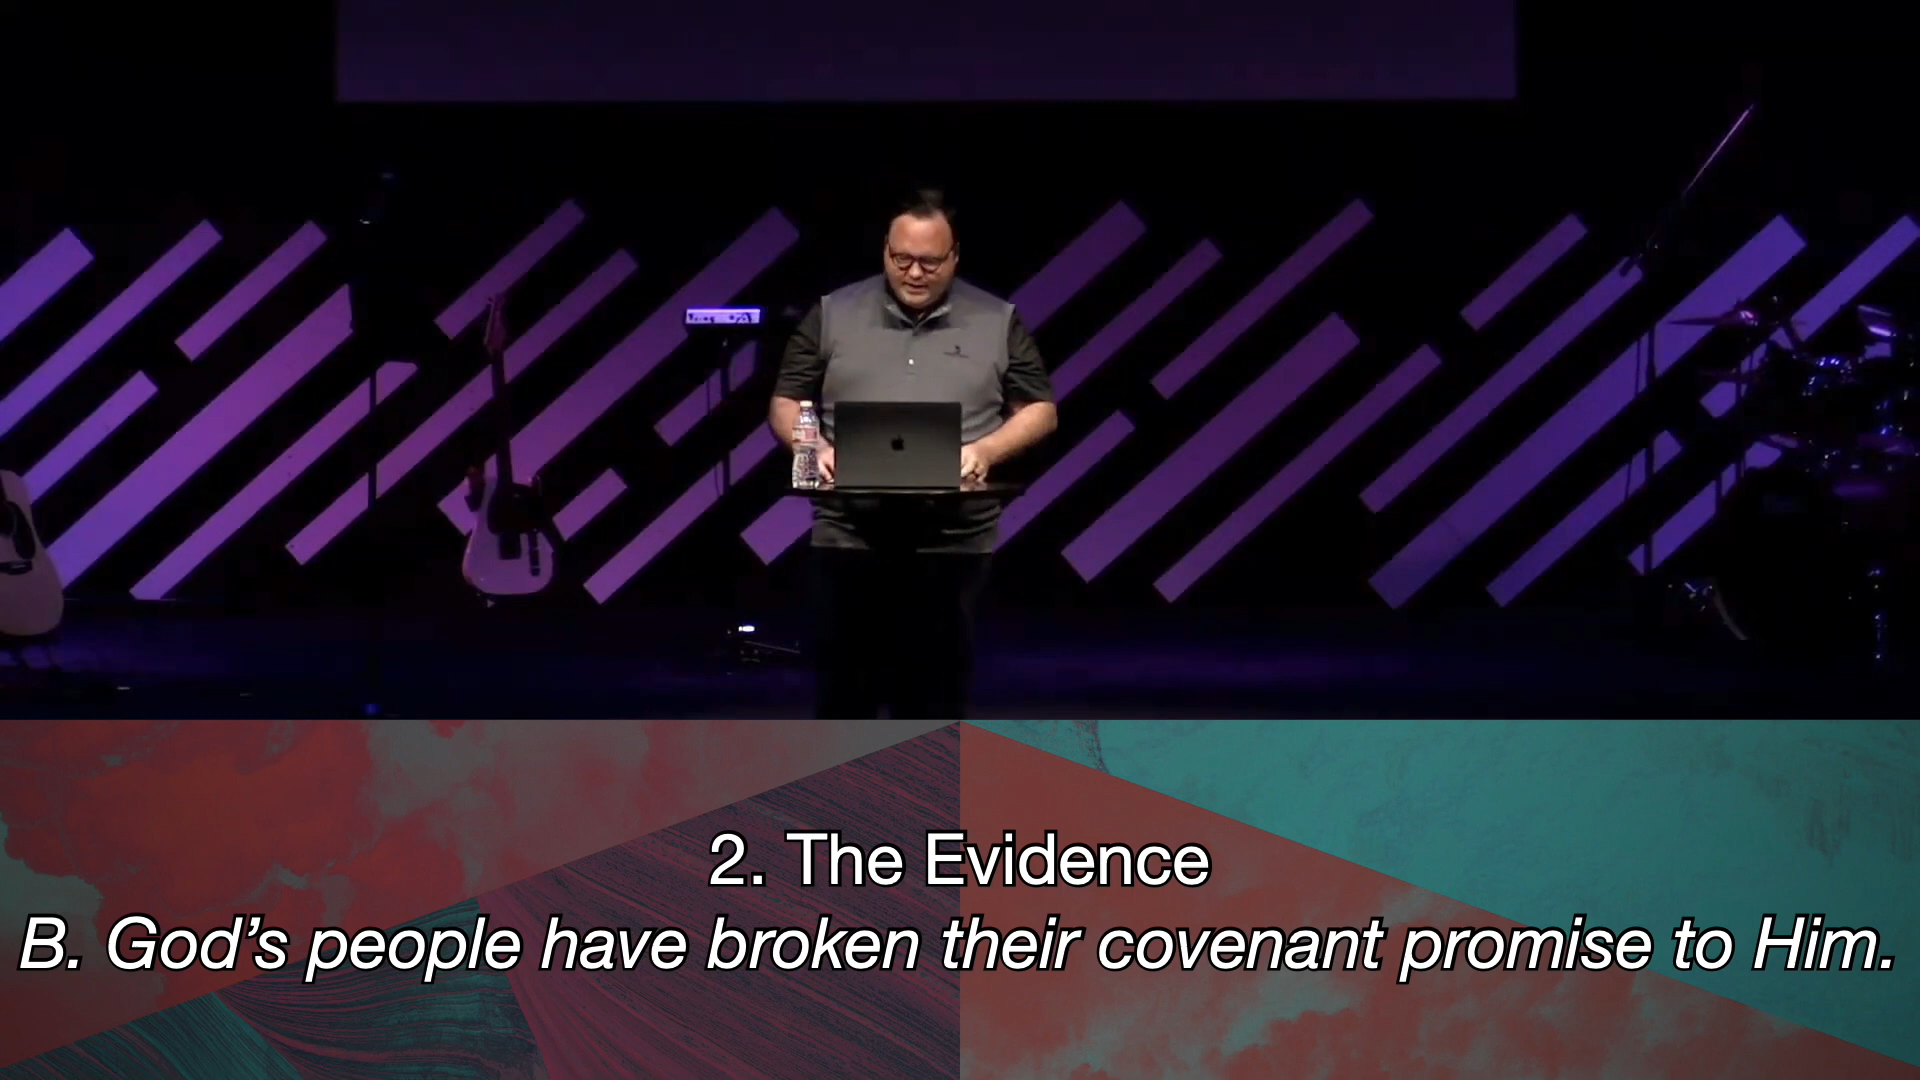 2. The Evidence
B. God’s people have broken their covenant promise to Him.